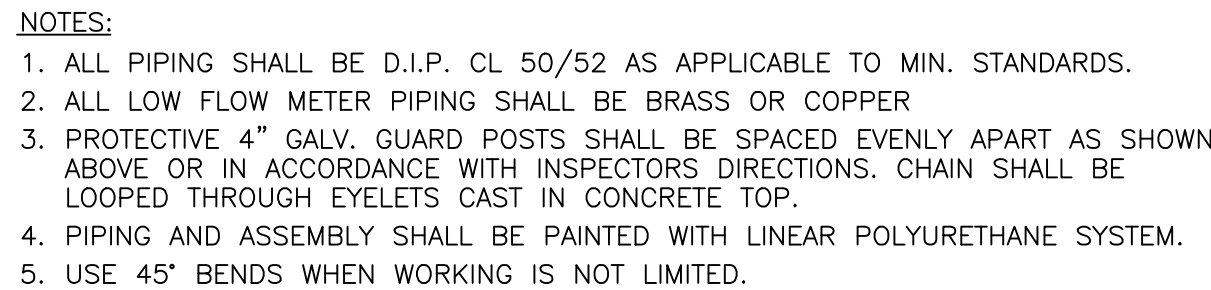 NOTES:
1. ALL PIPING SHALL BE D.I.P. CL 50/52 AS APPLICABLE TO MIN. STANDARDS.
2. ALL LOW FLOW METER PIPING SHALL BE BRASS OR COPPER
3. PROTECTIVE 4" GALV. GUARD POSTS SHALL BE SPACED EVENLY APART AS SHOWN
ABOVE OR IN ACCORDANCE WITH INSPECTORS DIRECTIONS. CHAIN SHALL BE
LOOPED THROUGH EYELETS CAST IN CONCRETE TOP.
4. PIPING AND ASSEMBLY SHALL BE PAINTED WITH LINEAR POLYURETHANE SYSTEM.
5. USE 45° BENDS WHEN WORKING IS NOT LIMITED.